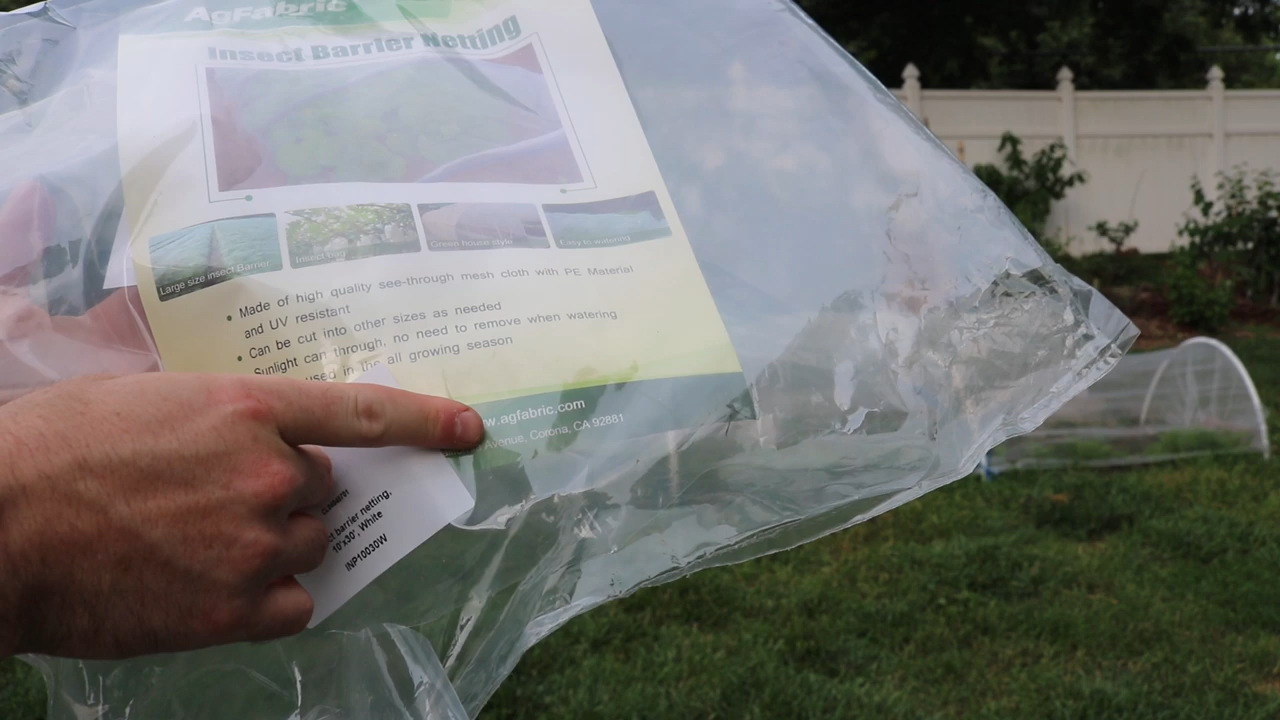 AgFabric
Insect Barrier Netting
Large size insect Barrier
Insect bag
Green house style
Easy to watering
• Made of high quality see-through mesh cloth with PE Material
and UV resistant
• Can be cut into other sizes as needed
Sunlight can through, no need to remove when watering
used in the all growing season
w.agfabric.com
Avenue, Corona, CA 92881
ct barrier netting,
10'x30', White
INP10030W